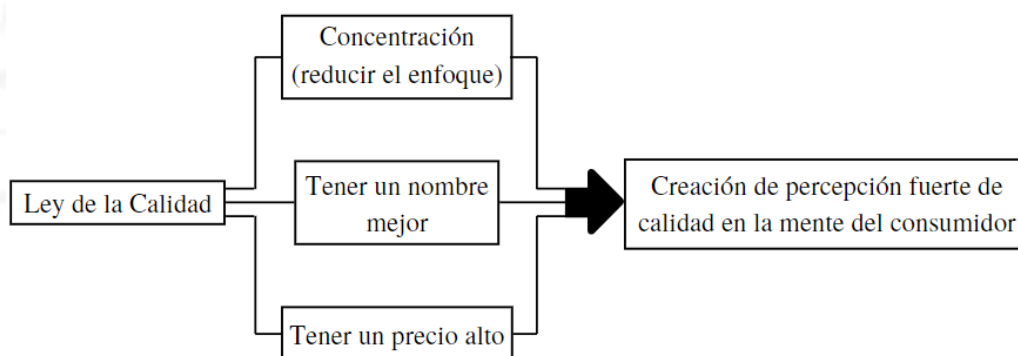 Concentración
(reducir el enfoque)
Ley de la Calidad
Tener un nombre
mejor
Tener un precio alto
Creación de percepción fuerte de
calidad en la mente del consumidor